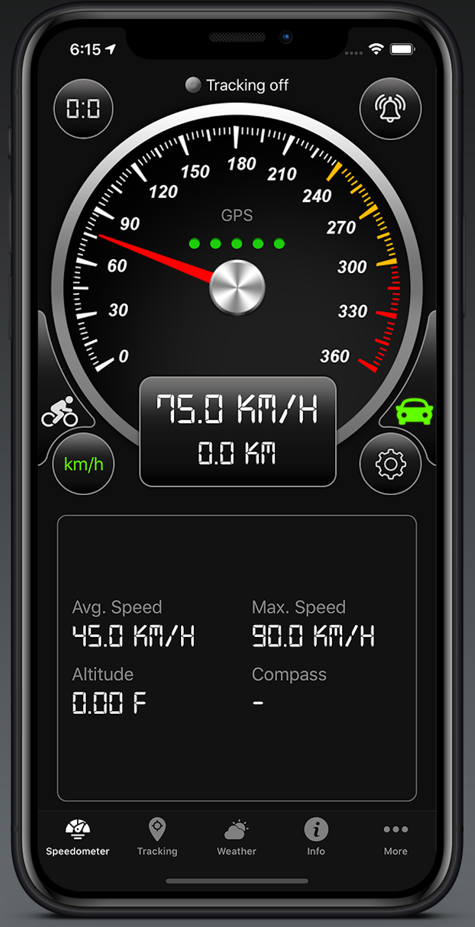 6:15
Tracking off
0:0
180
150
210
120
240
GPS
90
270
60
300
30
330
0
360
75.0 KM/H
0.0 KM
km/h
Avg. Speed
Max. Speed
45.0 KM/H
90.0 KM/H
Altitude
Compass
0.00 F
-
Speedometer
Tracking
Weather
Info
More